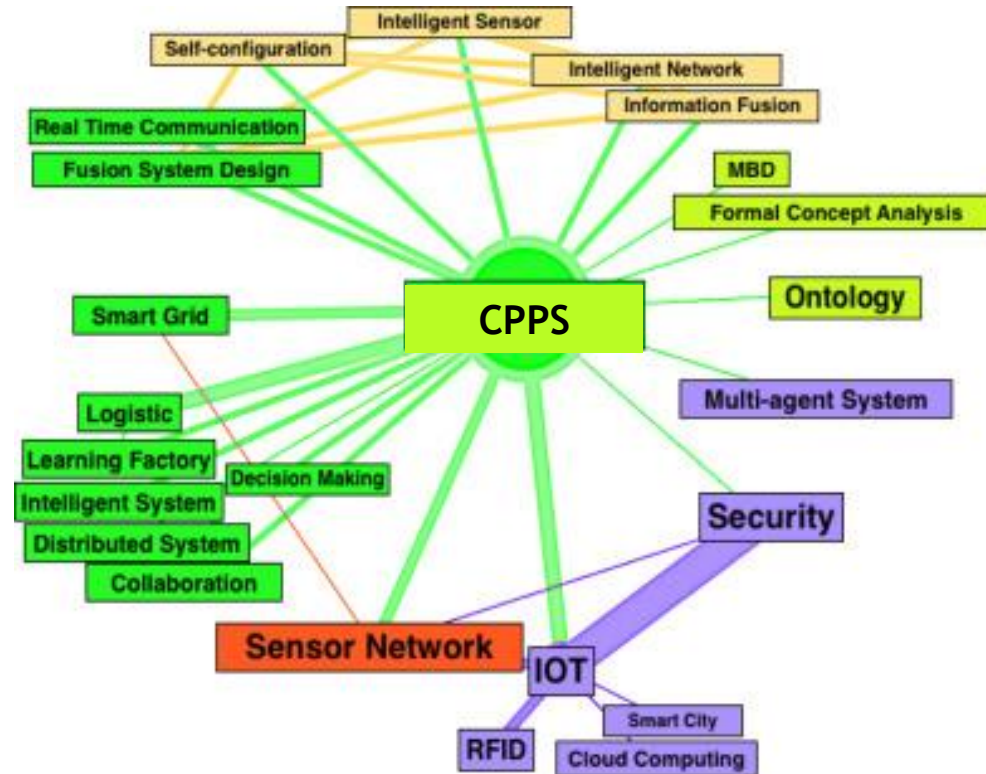 Intelligent Sensor
Self-configuration
Intelligent Network
Information Fusion
Real Time Communication
Fusion System Design
MBD
Formal Concept Analysis
Ontology
CPPS
Smart Grid
Multi-agent System
Logistic
Learning Factory
Decision Making
Intelligent System
Security
Distributed System
Collaboration
Sensor Network
IOT
Smart City
RFID
Cloud Computing